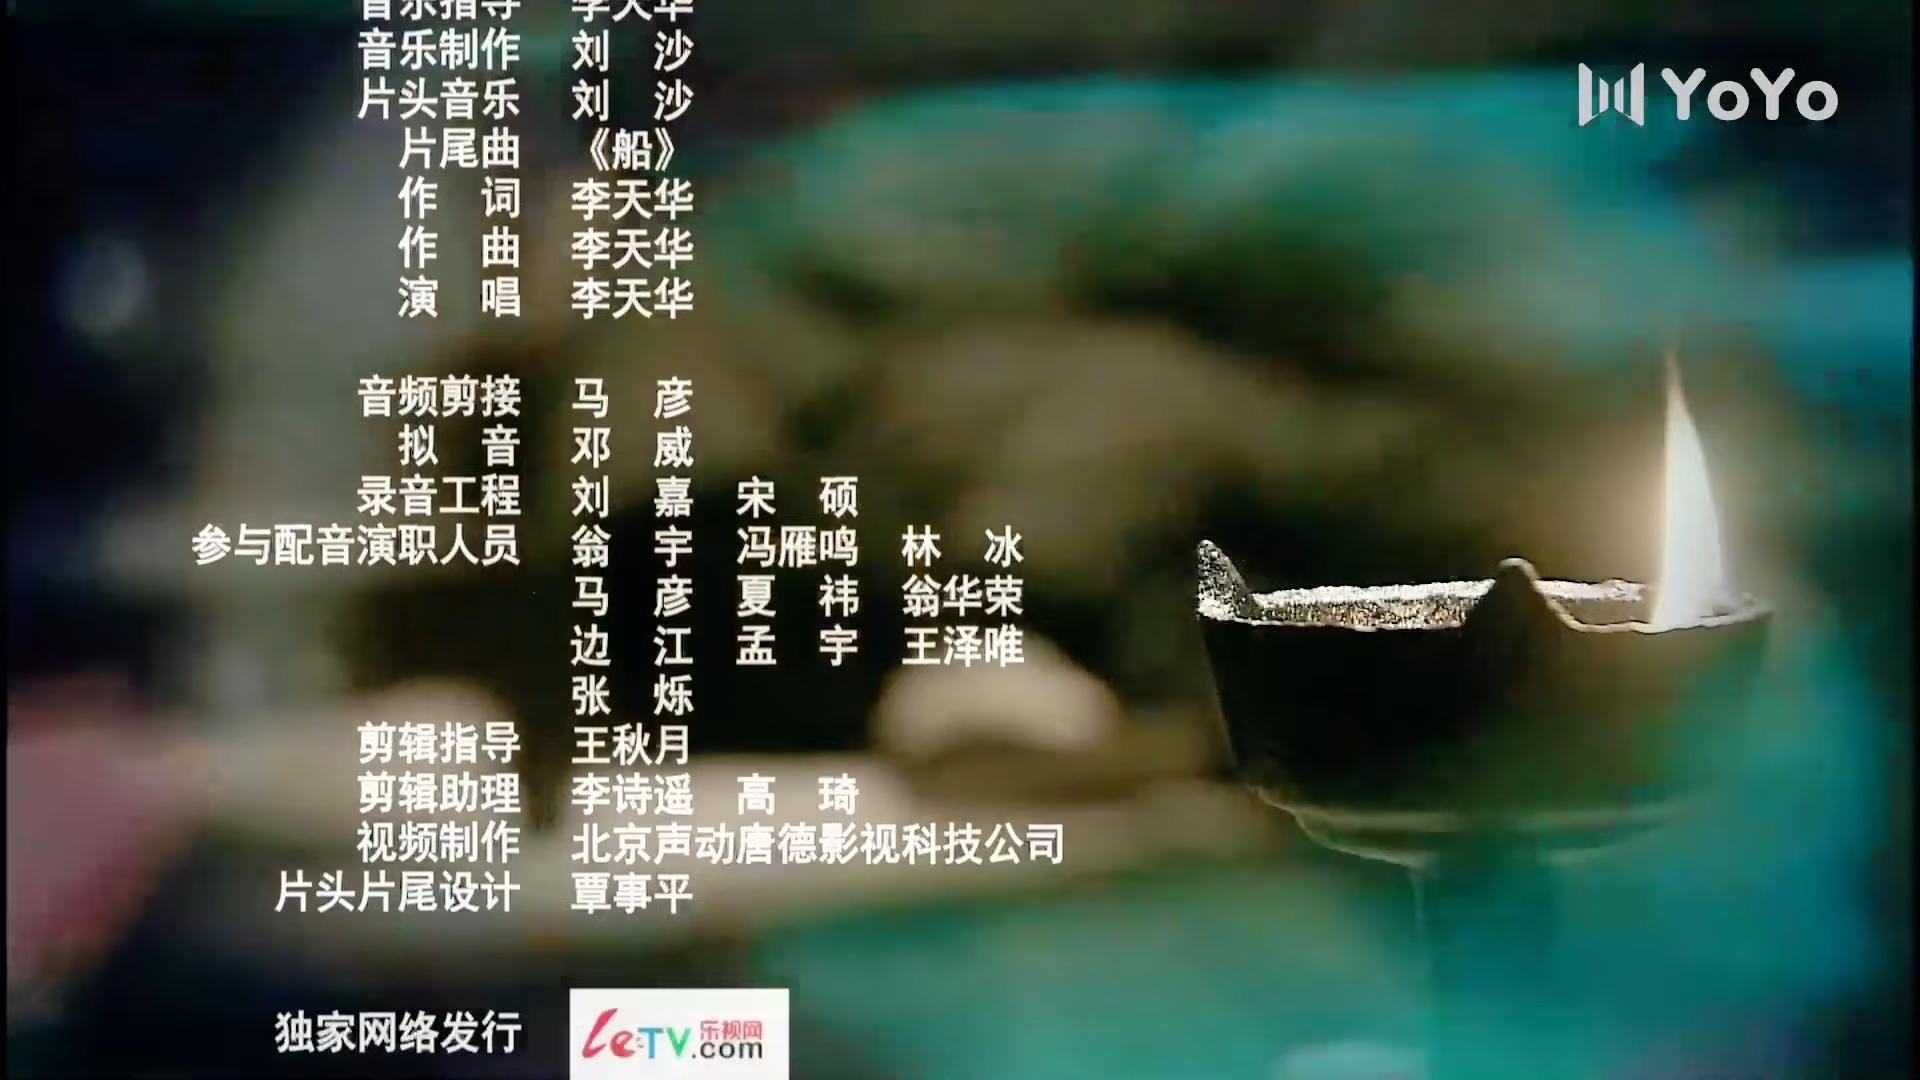 音乐指导 李天华
音乐制作 刘 沙
片头音乐 刘 沙
片尾曲 《船》
作 词 李天华
作 曲 李天华
演 唱 李天华
音频剪接 马 彦
拟 音 邓 威
录音工程 刘 嘉 宋 硕
参与配音演职人员 翁 宇 冯雁鸣 林 冰
马 彦 夏 祎 翁华荣
边 江 孟 宇 王泽唯
张 烁
剪辑指导 王秋月
剪辑助理 李诗遥 高 琦
视频制作 北京声动唐德影视科技公司
片头片尾设计 覃事平
独家网络发行 LeTV.com 乐视网
YoYo